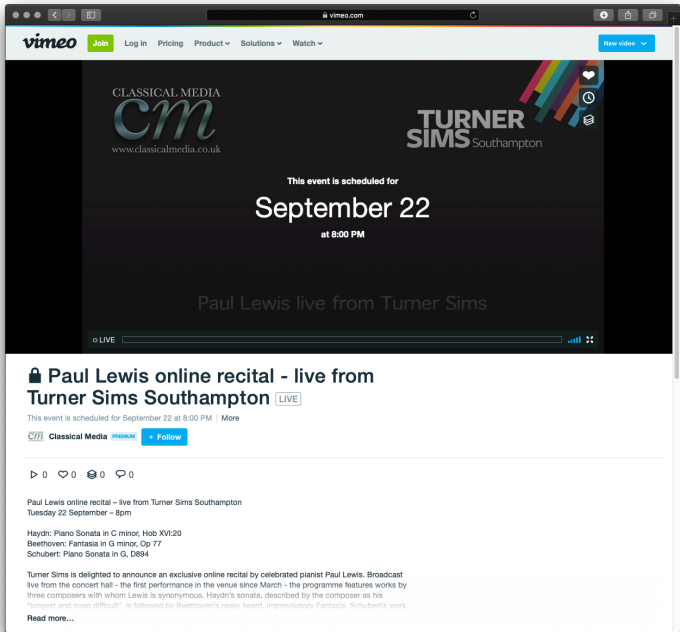 vimeo.com
vimeo Join Log in Pricing Product Solutions Watch New video
CLASSICAL MEDIA
cm
www.classicalmedia.co.uk
TURNER
SIMS Southampton
This event is scheduled for
September 22
at 8:00 PM
Paul Lewis live from Turner Sims
LIVE
Paul Lewis online recital - live from
Turner Sims Southampton LIVE
This event is scheduled for September 22 at 8:00 PM | More
cm Classical Media PREMIUM + Follow
0 0 0 0
Paul Lewis online recital – live from Turner Sims Southampton
Tuesday 22 September – 8pm
Haydn: Piano Sonata in C minor, Hob XVI:20
Beethoven: Fantasia in G minor, Op 77
Schubert: Piano Sonata in G, D894
Turner Sims is delighted to announce an exclusive online recital by celebrated pianist Paul Lewis. Broadcast
live from the concert hall - the first performance in the venue since March - the programme features works by
three composers with whom Lewis is synonymous. Haydn's sonata, described by the composer as his
"longest and most difficult", is followed by Beethoven's rarely heard, improvisatory Fantasia. Schubert's work,
Read more...